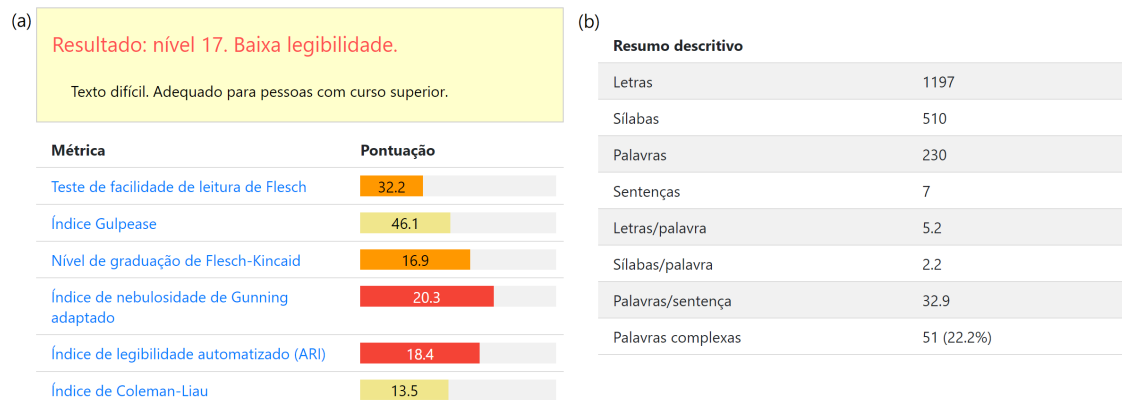 (a)
Resultado: nível 17. Baixa legibilidade.
Texto difícil. Adequado para pessoas com curso superior.
Métrica Pontuação
Teste de facilidade de leitura de Flesch 32.2
Índice Gulpease 46.1
Nível de graduação de Flesch-Kincaid 16.9
Índice de nebulosidade de Gunning 20.3
adaptado
Índice de legibilidade automatizado (ARI) 18.4
Índice de Coleman-Liau 13.5
(b)
Resumo descritivo
Letras 1197
Sílabas 510
Palavras 230
Sentenças 7
Letras/palavra 5.2
Sílabas/palavra 2.2
Palavras/sentença 32.9
Palavras complexas 51 (22.2%)